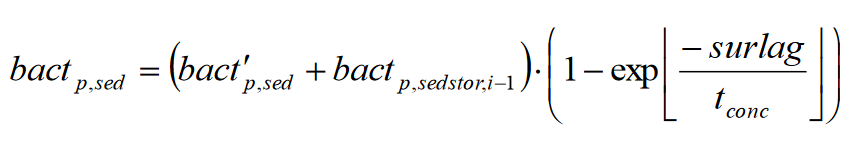 bact_{p,sed} = (bact'_{p,sed} + bact_{p,sedstor,i-1}) · (1 − exp⌊−surlag / t_{conc}⌋)